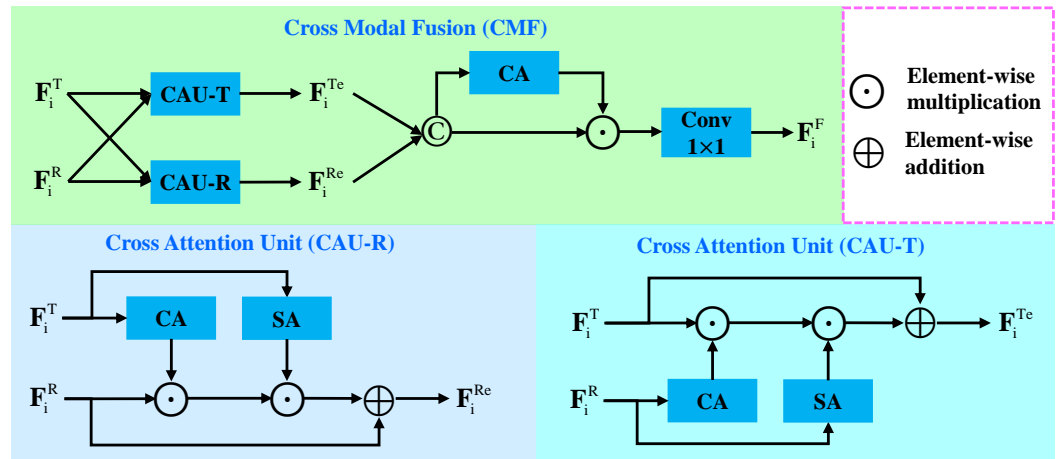 Cross Modal Fusion (CMF)
F_i^T
CAU-T
F_i^Te
CA
C
Conv
1×1
F_i^F
F_i^R
CAU-R
F_i^Re
Element-wise
multiplication
Element-wise
addition
Cross Attention Unit (CAU-R)
F_i^T
CA
SA
F_i^R
F_i^Re
Cross Attention Unit (CAU-T)
F_i^T
F_i^Te
F_i^R
CA
SA